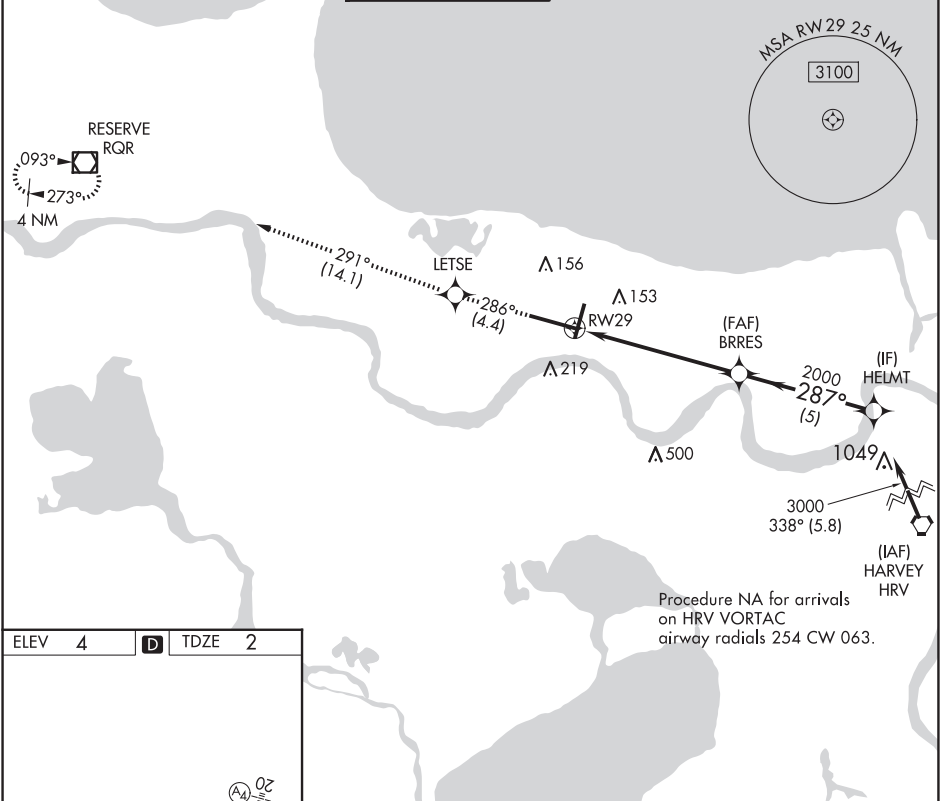 MSA RW29 25 NM
3100
RESERVE
RQR
093°
273°
4 NM
291°
(14.1)
LETSE
286°
(4.4)
156
153
RW29
219
(FAF)
BRRES
(IF)
HELMT
2000
287°
(5)
500
1049
3000
338° (5.8)
(IAF)
HARVEY
HRV
Procedure NA for arrivals
on HRV VORTAC
airway radials 254 CW 063.
ELEV 4 D TDZE 2
A4
20